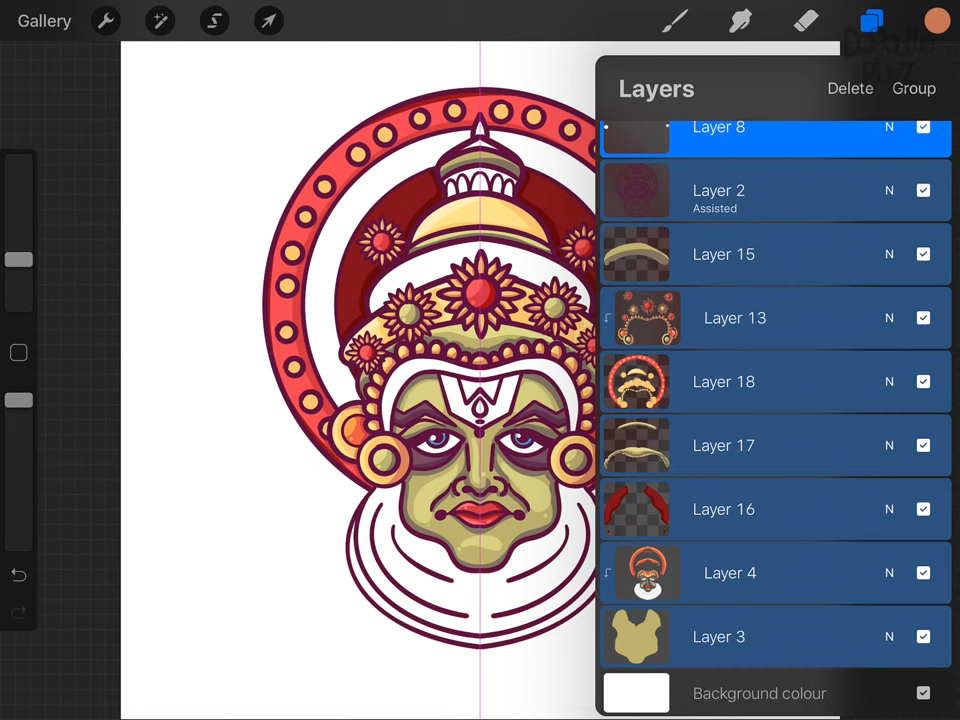 Gallery
Layers
Delete
Group
Layer 8
N
Layer 2
Assisted
N
Layer 15
N
Layer 13
N
Layer 18
N
Layer 17
N
Layer 16
N
Layer 4
N
Layer 3
N
Background colour